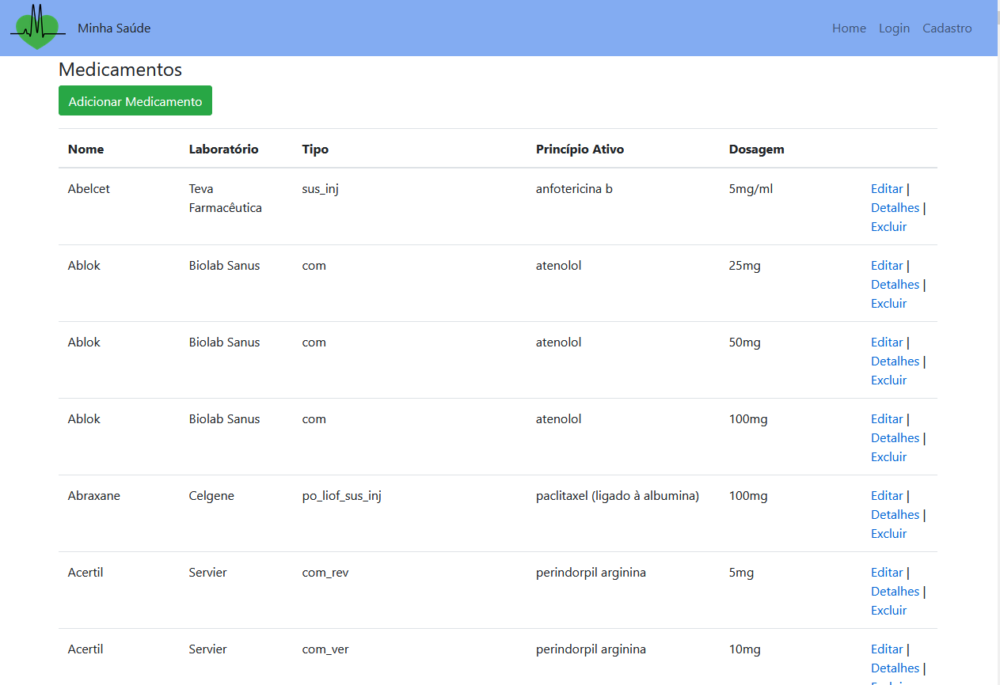 Minha Saúde
Home Login Cadastro
Medicamentos
Adicionar Medicamento
Nome Laboratório Tipo Princípio Ativo Dosagem
Abelcet Teva sus_inj anfotericina b 5mg/ml Editar |
Farmacêutica Detalhes |
Excluir
Ablok Biolab Sanus com atenolol 25mg Editar |
Detalhes |
Excluir
Ablok Biolab Sanus com atenolol 50mg Editar |
Detalhes |
Excluir
Ablok Biolab Sanus com atenolol 100mg Editar |
Detalhes |
Excluir
Abraxane Celgene po_liof_sus_inj paclitaxel (ligado à albumina) 100mg Editar |
Detalhes |
Excluir
Acertil Servier com_rev perindorpil arginina 5mg Editar |
Detalhes |
Excluir
Acertil Servier com_ver perindorpil arginina 10mg Editar |
Detalhes |